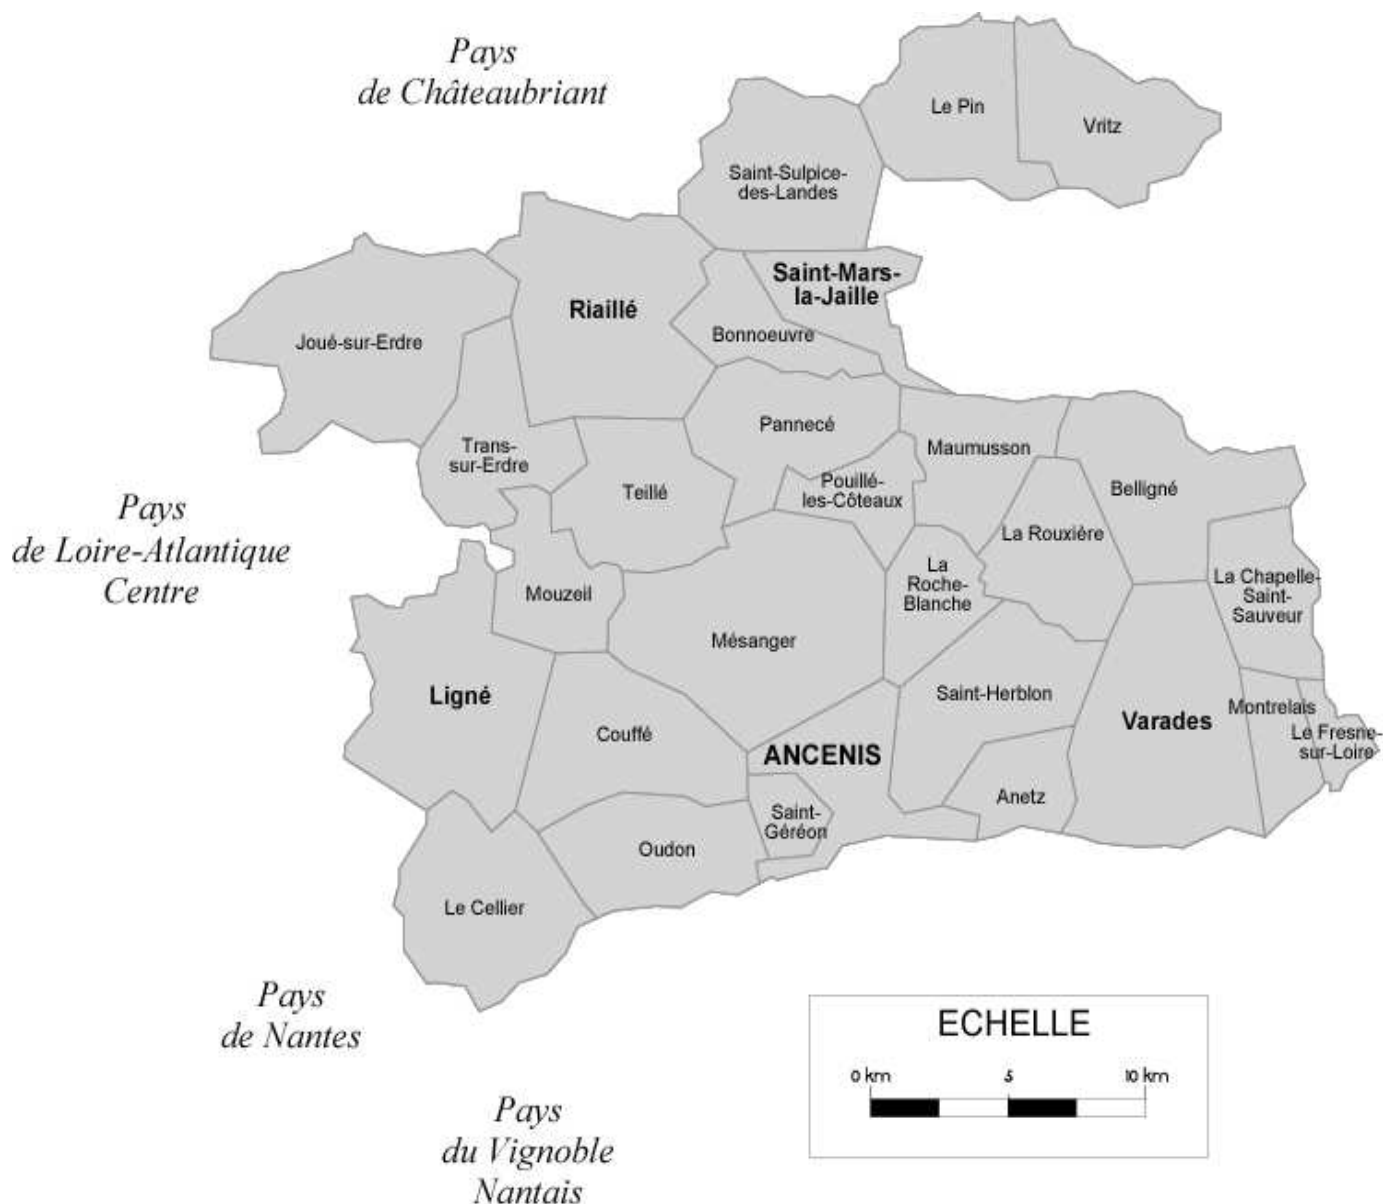 Pays
de Châteaubriant
Le Pin
Vritz
Saint-Sulpice-
des-Landes
Saint-Mars-
la-Jaille
Riaillé
Bonnoeuvre
Joué-sur-Erdre
Pannecé
Trans-
sur-Erdre
Maumusson
Teillé
Pouillé-
les-Côteaux
Belligné
Pays
de Loire-Atlantique
Centre
La Rouxière
La
Roche-
Blanche
La Chapelle-
Saint-
Sauveur
Mouzeil
Mésanger
Ligné
Saint-Herblon
Montrelais
Varades
Le Fresne-
sur-Loire
Couffé
ANCENIS
Anetz
Saint-
Géréon
Oudon
Le Cellier
Pays
de Nantes
ECHELLE
0 km 5 10 km
Pays
du Vignoble
Nantais